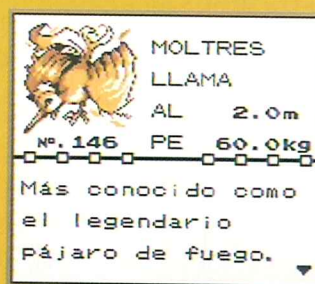 MOLTRES
LLAMA
AL 2.0m
Nº.146 PE 60.0kg
Más conocido como
el legendario
pájaro de fuego.